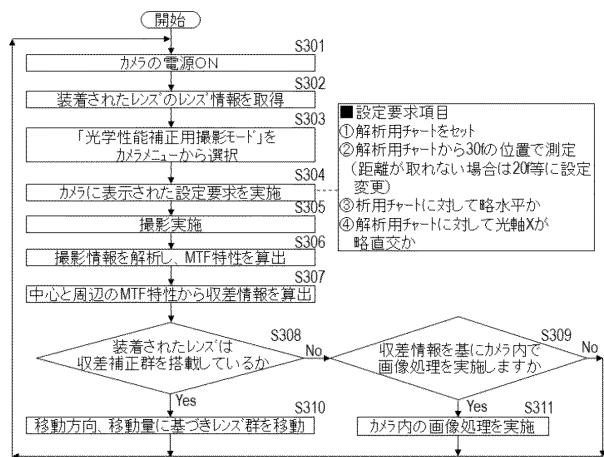 開始
S301
カメラの電源ON
S302
装着されたレンズのレンズ情報を取得
S303
「光学性能補正用撮影モード」を
カメラメニューから選択
S304
カメラに表示された設定要求を実施
S305
撮影実施
S306
撮影情報を解析し、MTF特性を算出
S307
中心と周辺のMTF特性から収差情報を算出
■設定要求項目
①解析用チャートをセット
②解析用チャートから30fの位置で測定
(距離が取れない場合は20f等に設定
変更)
③析用チャートに対して略水平か
④解析用チャートに対して光軸Xが
略直交か
S308
装着されたレンズは
収差補正群を搭載しているか
No
Yes
S309
収差情報を基にカメラ内で
画像処理を実施しますか
No
Yes
S310
移動方向、移動量に基づきレンズ群を移動
S311
カメラ内の画像処理を実施